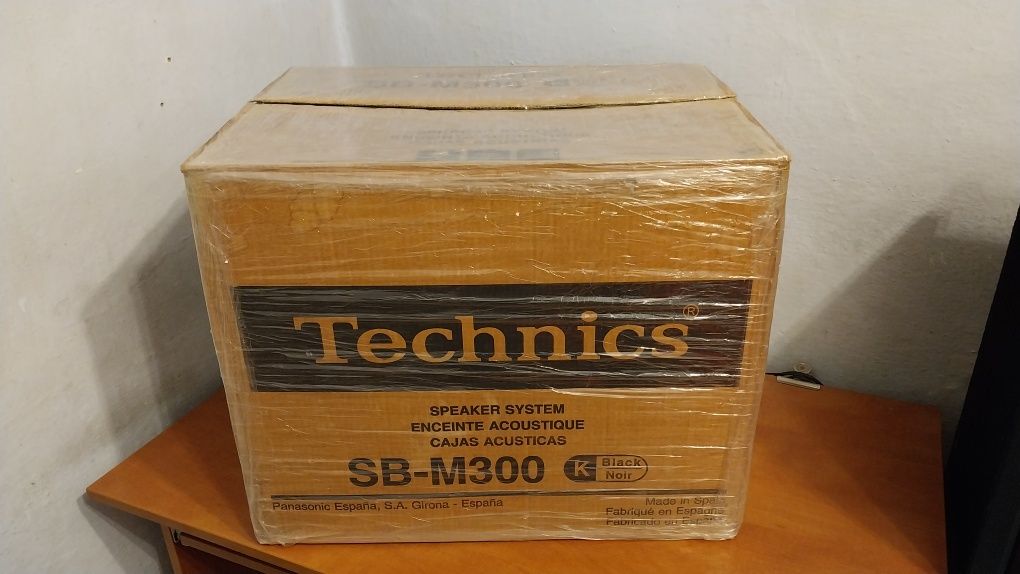 Technics®
SPEAKER SYSTEM
ENCEINTE ACOUSTIQUE
CAJAS ACUSTICAS
SB-M300 K Black
Noir
Panasonic España, S.A. Girona - España
Made in Spain
Fabriqué en Espagne
Fabricado en España